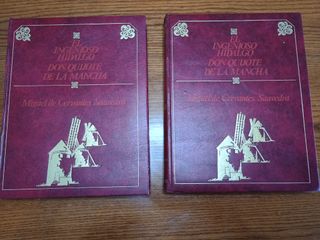 EL
INGENIOSO
HIDALGO
DON QUIJOTE
DE LA MANCHA
Miguel de Cervantes Saavedra
EL
INGENIOSO
HIDALGO
DON QUIJOTE
DE LA MANCHA
Miguel de Cervantes Saavedra